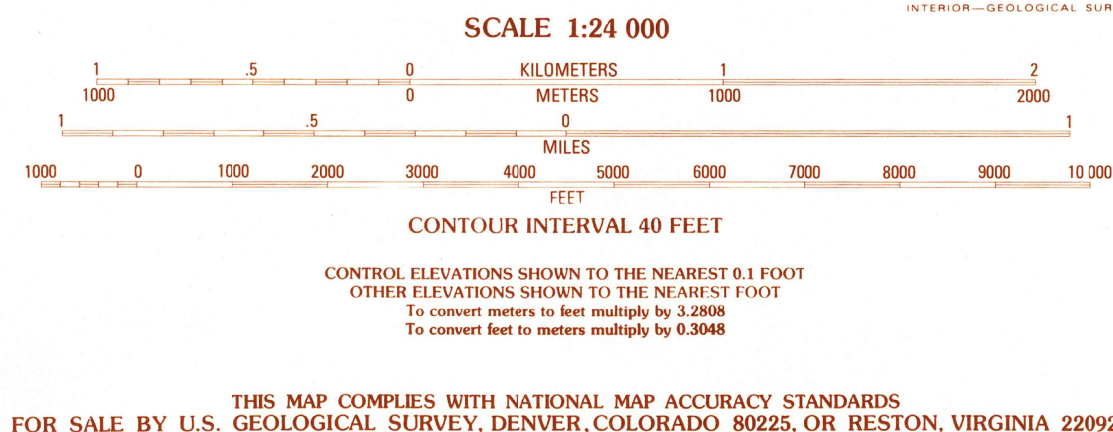 INTERIOR—GEOLOGICAL SUR
SCALE 1:24 000
1 .5 0 KILOMETERS 1 2
1000 0 METERS 1000 2000
1 .5 0 1
MILES
1000 0 1000 2000 3000 4000 5000 6000 7000 8000 9000 10 000
FEET
CONTOUR INTERVAL 40 FEET
CONTROL ELEVATIONS SHOWN TO THE NEAREST 0.1 FOOT
OTHER ELEVATIONS SHOWN TO THE NEAREST FOOT
To convert meters to feet multiply by 3.2808
To convert feet to meters multiply by 0.3048
THIS MAP COMPLIES WITH NATIONAL MAP ACCURACY STANDARDS
FOR SALE BY U.S. GEOLOGICAL SURVEY, DENVER, COLORADO 80225, OR RESTON, VIRGINIA 22092